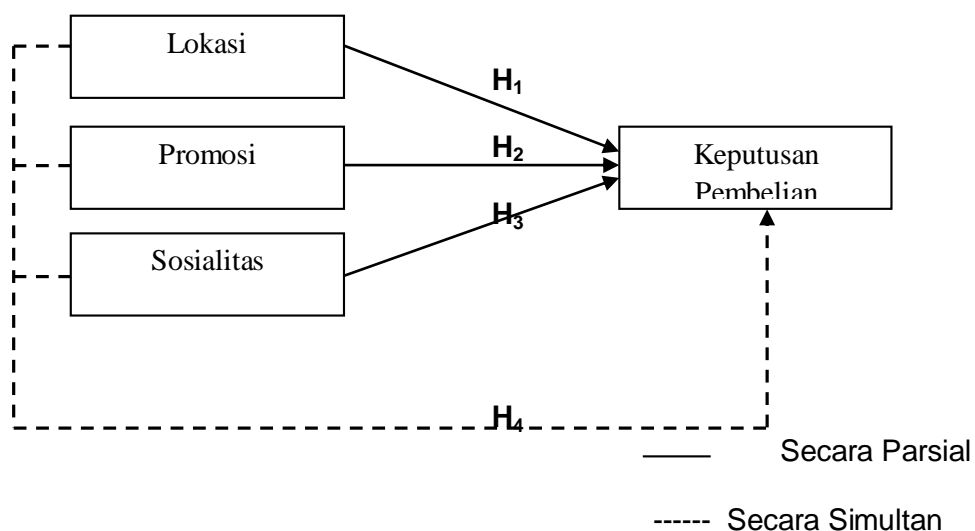 Lokasi
H₁
Promosi
H₂
Keputusan
Pembelian
H₃
Sosialitas
H₄
Secara Parsial
Secara Simultan